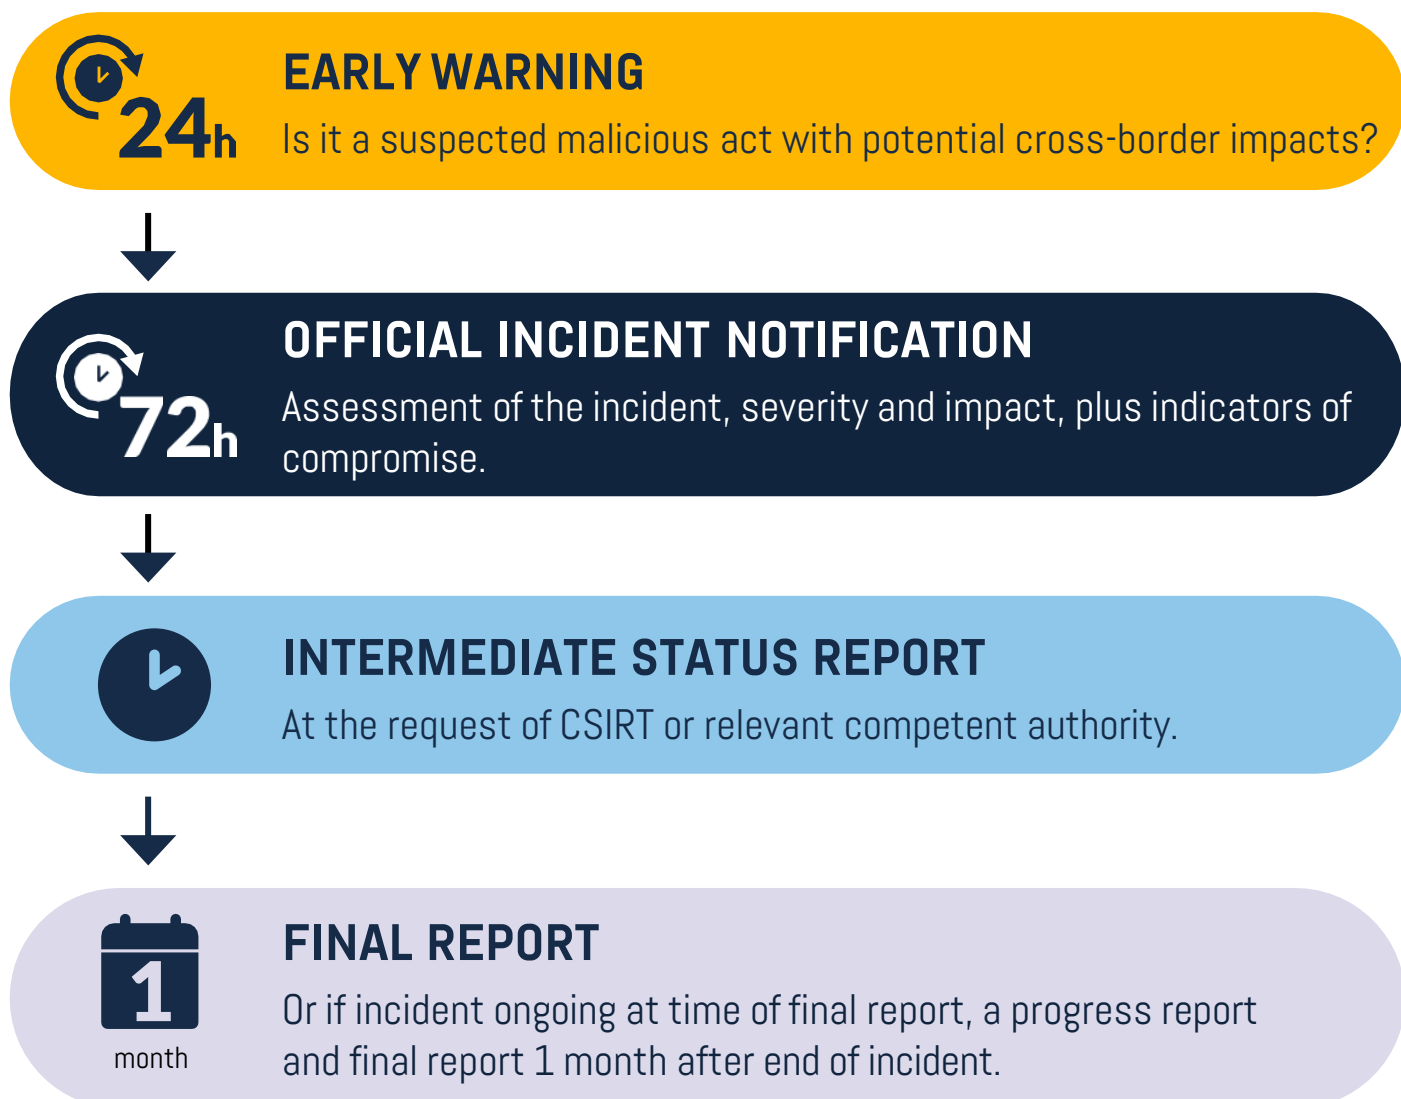 EARLY WARNING
24h
Is it a suspected malicious act with potential cross-border impacts?
OFFICIAL INCIDENT NOTIFICATION
72h
Assessment of the incident, severity and impact, plus indicators of
compromise.
INTERMEDIATE STATUS REPORT
At the request of CSIRT or relevant competent authority.
FINAL REPORT
1
month
Or if incident ongoing at time of final report, a progress report
and final report 1 month after end of incident.